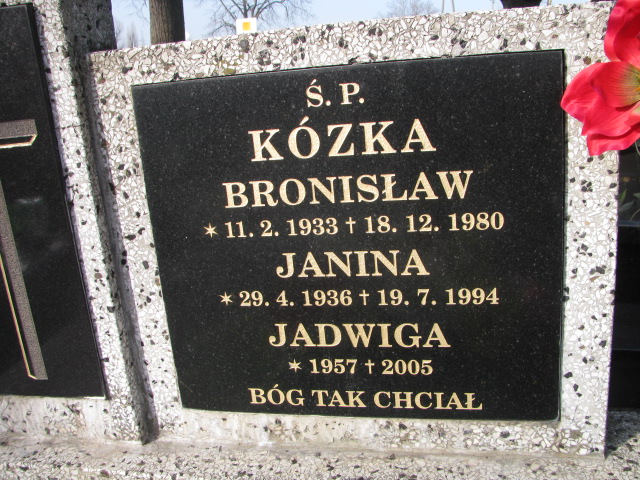 Ś. P.
KÓZKA
BRONISŁAW
✶ 11. 2. 1933 † 18. 12. 1980
JANINA
✶ 29. 4. 1936 † 19. 7. 1994
JADWIGA
✶ 1957 † 2005
BÓG TAK CHCIAŁ